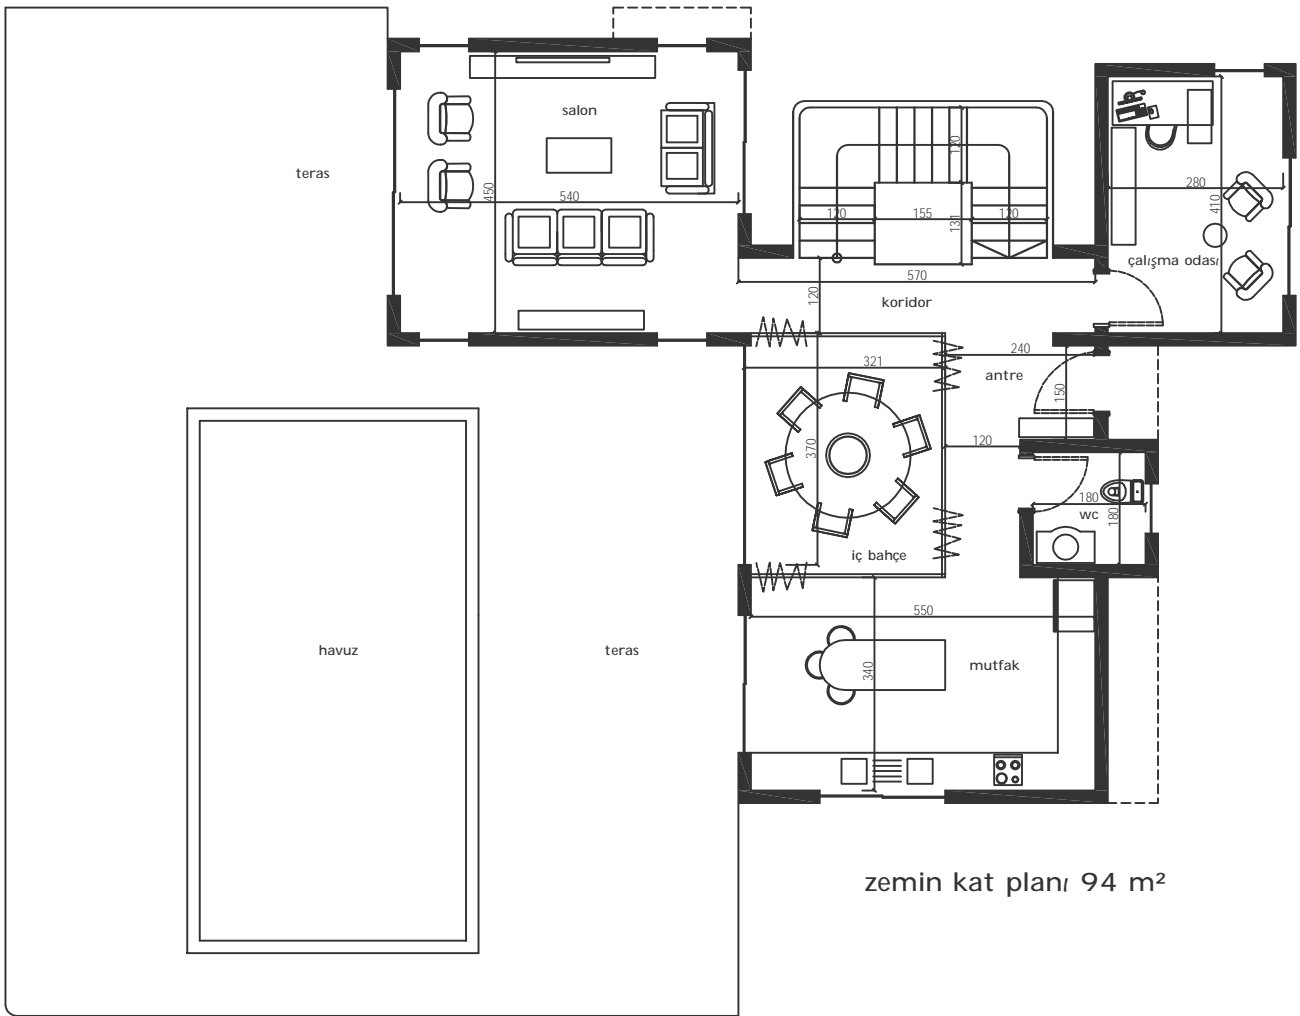 salon
teras
450
540
120
120
155
131
120
280
410
çalışma odası
570
120
koridor
321
240
antre
150
370
120
180
wc
180
iç bahçe
550
havuz
teras
340
mutfak
zemin kat planı 94 m²